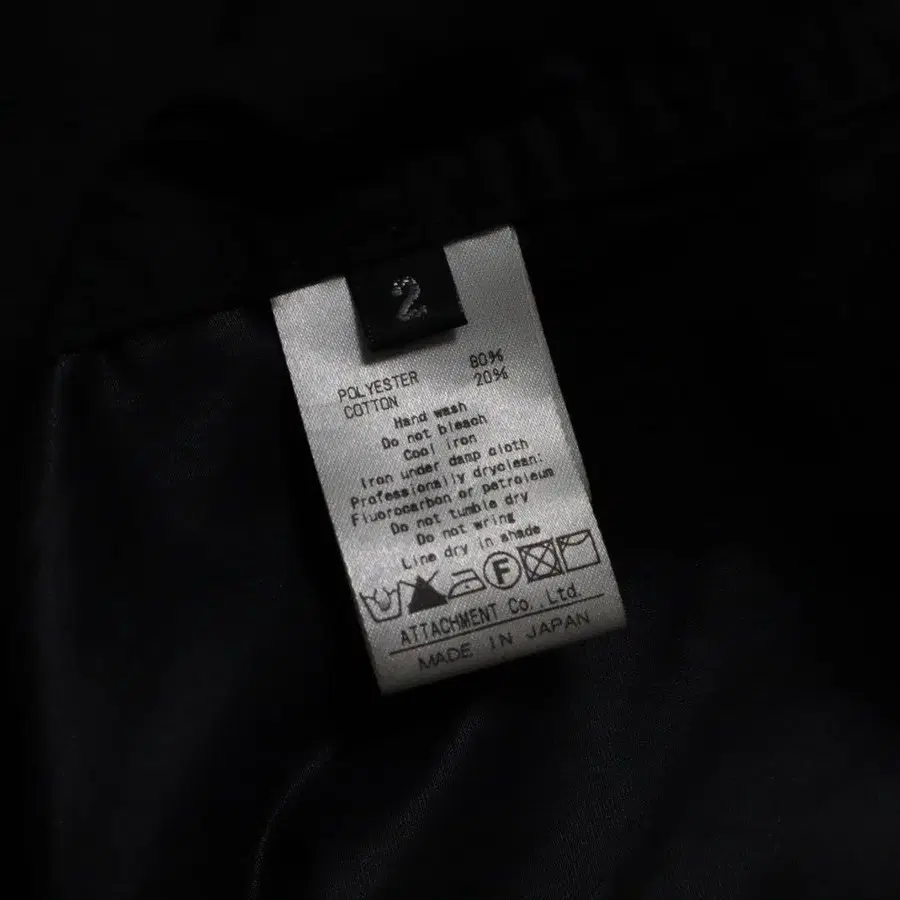 2
POLYESTER 80%
COTTON 20%
Hand wash
Do not bleach
Cool iron
Iron under damp cloth
Professionally dryclean:
Fluorocarbon or petroleum
Do not tumble dry
Do not wring
Line dry in shade
F
ATTACHMENT Co.,Ltd.
MADE IN JAPAN